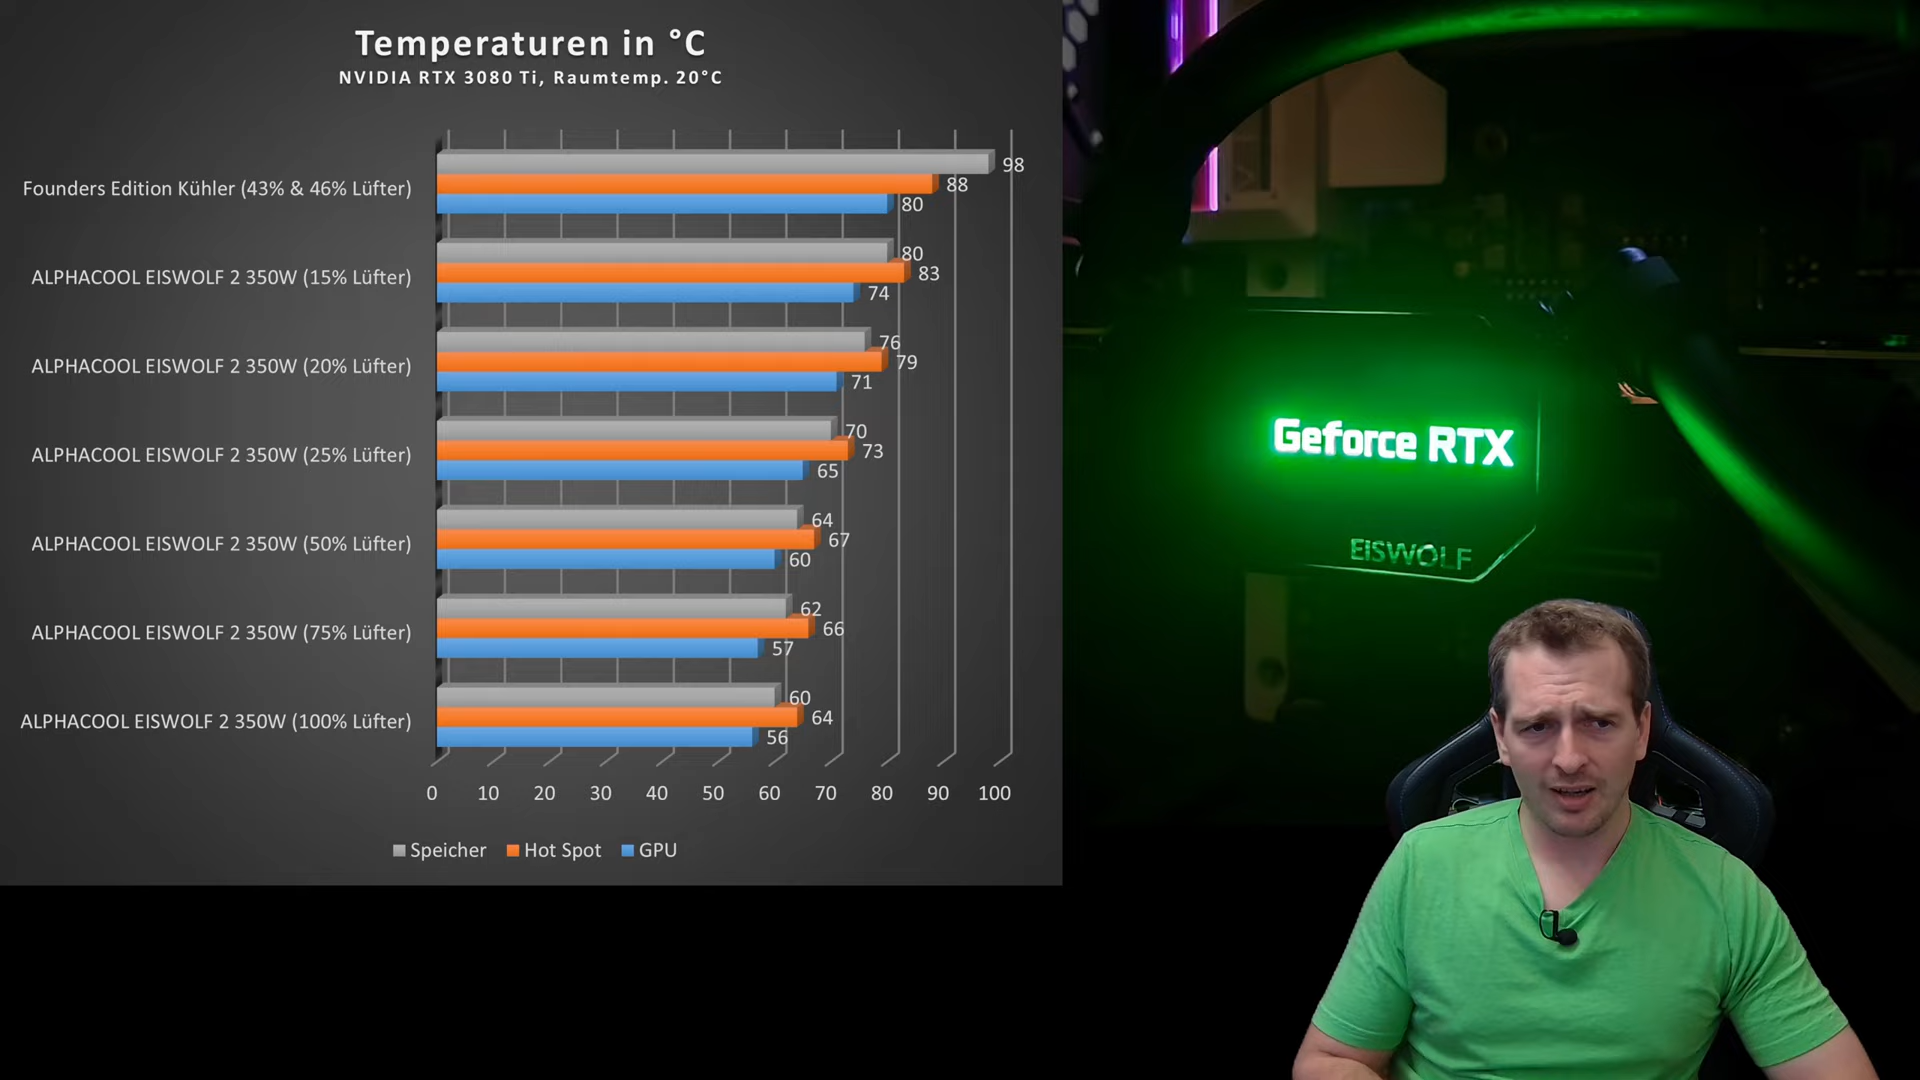 Temperaturen in °C
NVIDIA RTX 3080 Ti, Raumtemp. 20°C
Founders Edition Kühler (43% & 46% Lüfter)
98
88
80
ALPHACOOL EISWOLF 2 350W (15% Lüfter)
80
83
74
ALPHACOOL EISWOLF 2 350W (20% Lüfter)
76
79
71
ALPHACOOL EISWOLF 2 350W (25% Lüfter)
70
73
65
ALPHACOOL EISWOLF 2 350W (50% Lüfter)
64
67
60
ALPHACOOL EISWOLF 2 350W (75% Lüfter)
62
66
57
ALPHACOOL EISWOLF 2 350W (100% Lüfter)
60
64
56
0 10 20 30 40 50 60 70 80 90 100
Speicher Hot Spot GPU
Geforce RTX
EISWOLF